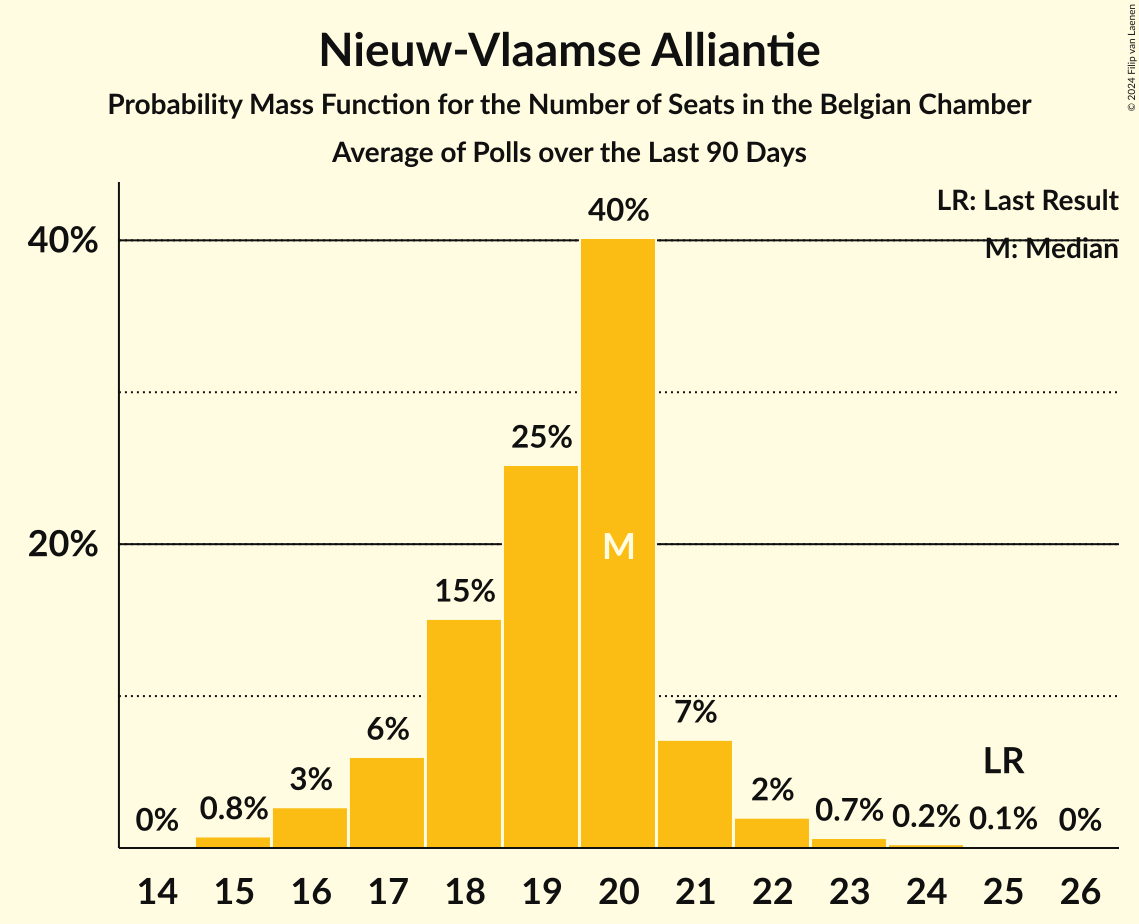 Nieuw-Vlaamse Alliantie
Probability Mass Function for the Number of Seats in the Belgian Chamber
Average of Polls over the Last 90 Days
© 2024 Filip van Laenen
LR: Last Result
M: Median
40%
20%
0%
0.8%
3%
6%
15%
25%
40%
M
7%
2%
0.7%
0.2%
LR
0.1%
0%
14 15 16 17 18 19 20 21 22 23 24 25 26